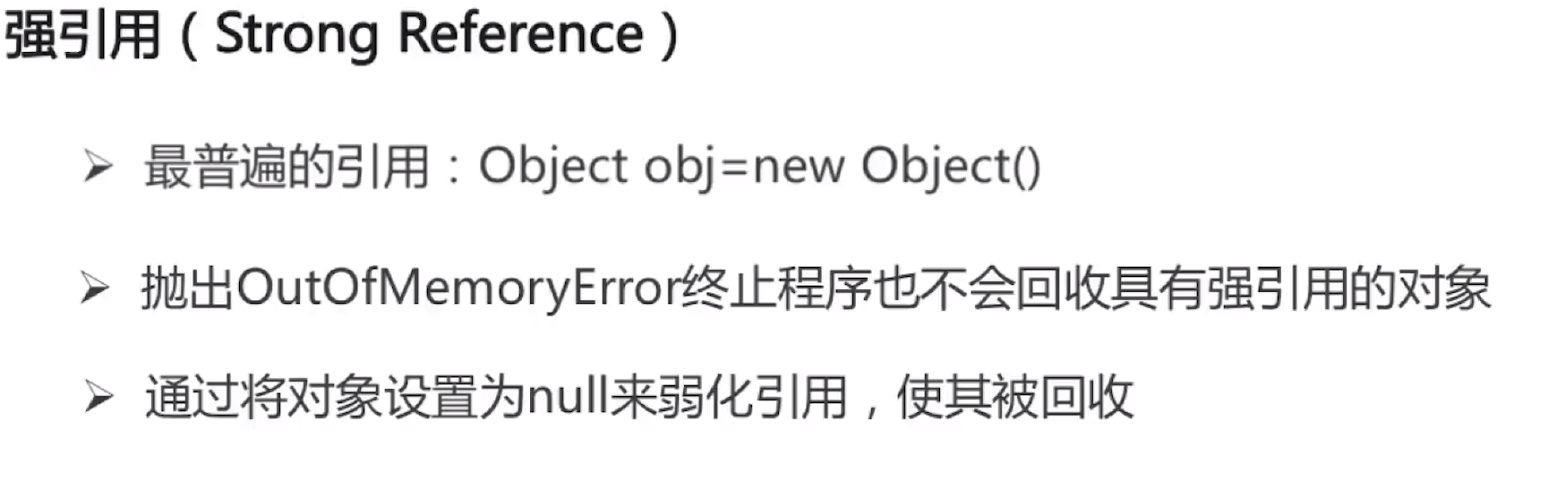 强引用（Strong Reference）
最普遍的引用：Object obj=new Object()
抛出OutOfMemoryError终止程序也不会回收具有强引用的对象
通过将对象设置为null来弱化引用，使其被回收